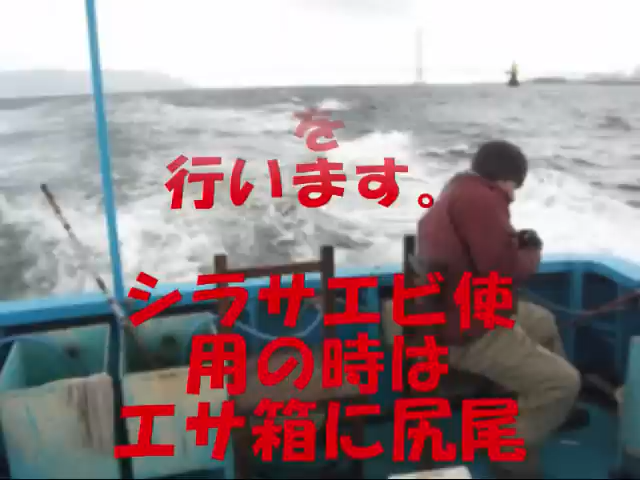 を
行います。
シラサエビ使
用の時は
エサ箱に尻尾